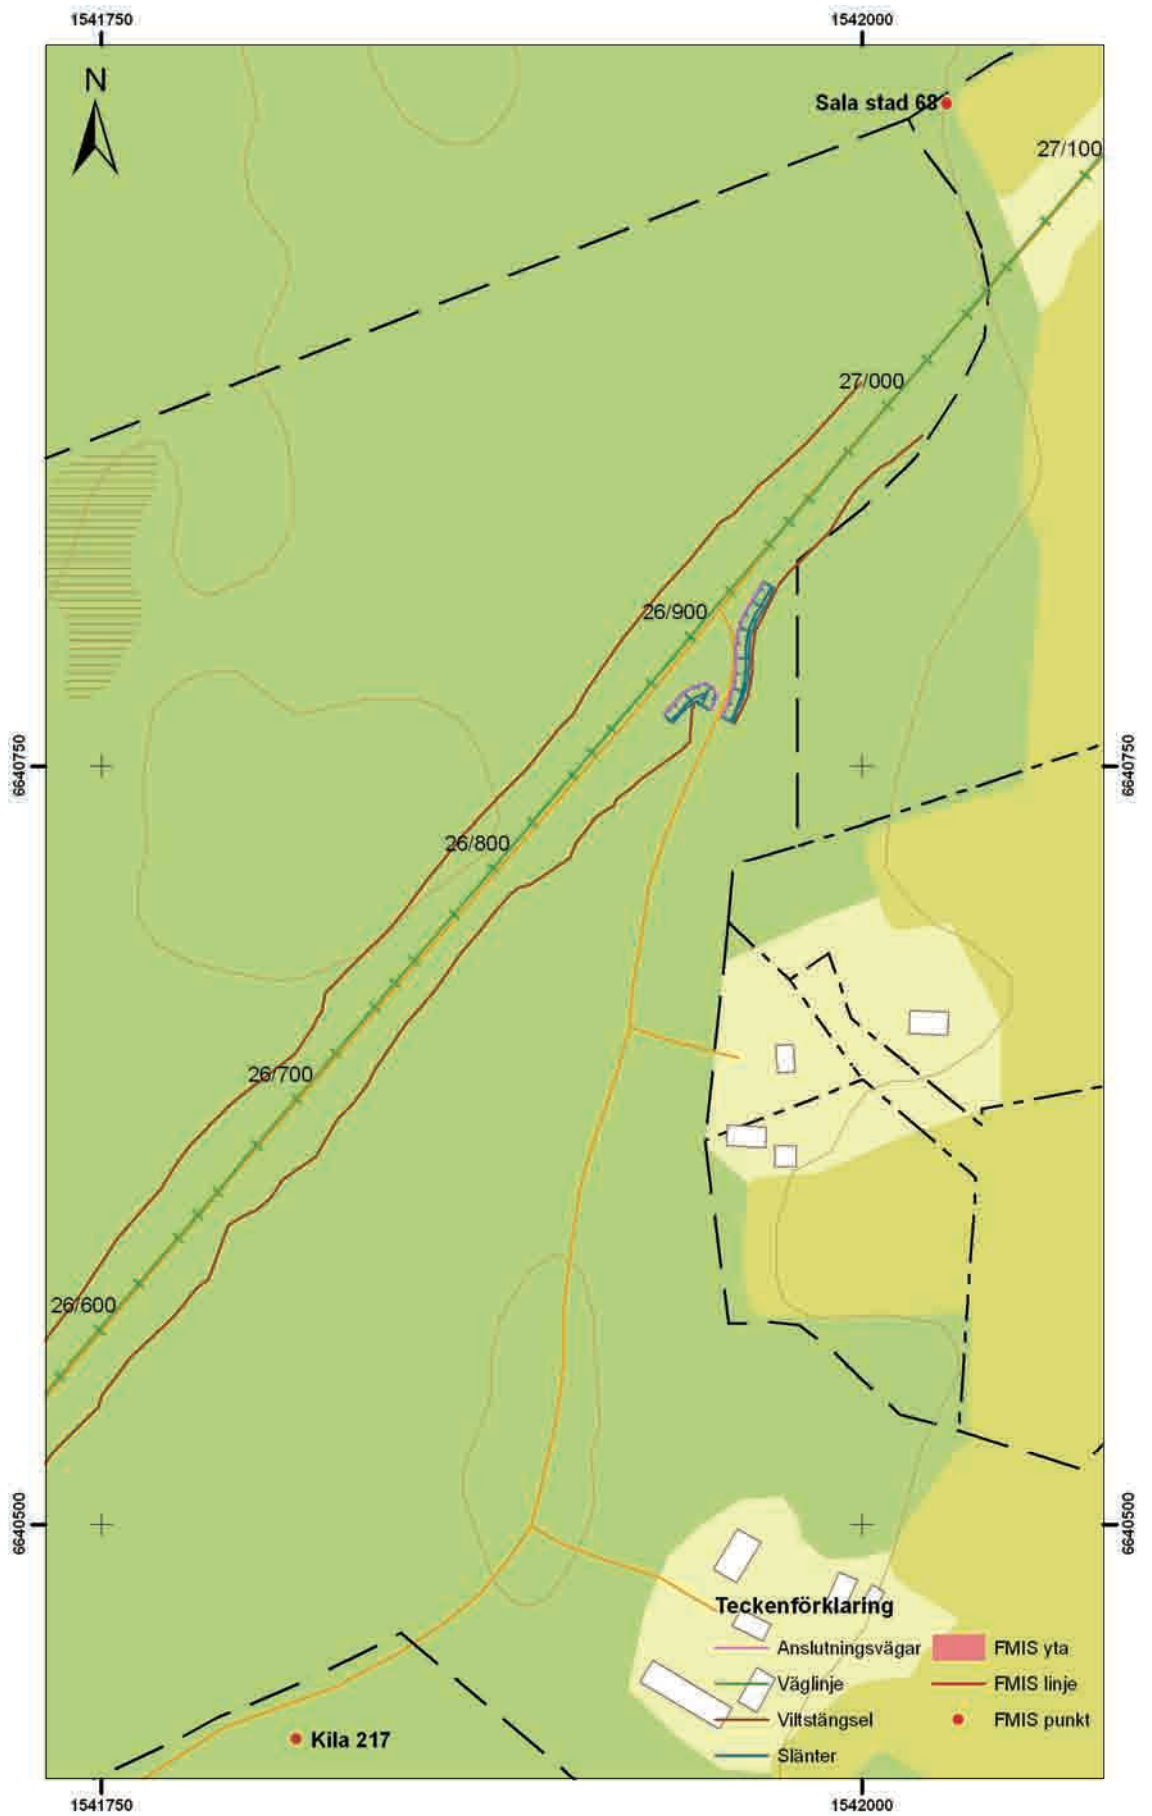 1541750
1542000
N
Sala stad 68
27/100
27/000
26/900
6640750
6640750
26/800
26/700
26/600
6640500
6640500
Teckenförklaring
Anslutningsvägar
FMIS yta
Väglinje
FMIS linje
Viltstängsel
FMIS punkt
Kila 217
Slänter
1541750
1542000